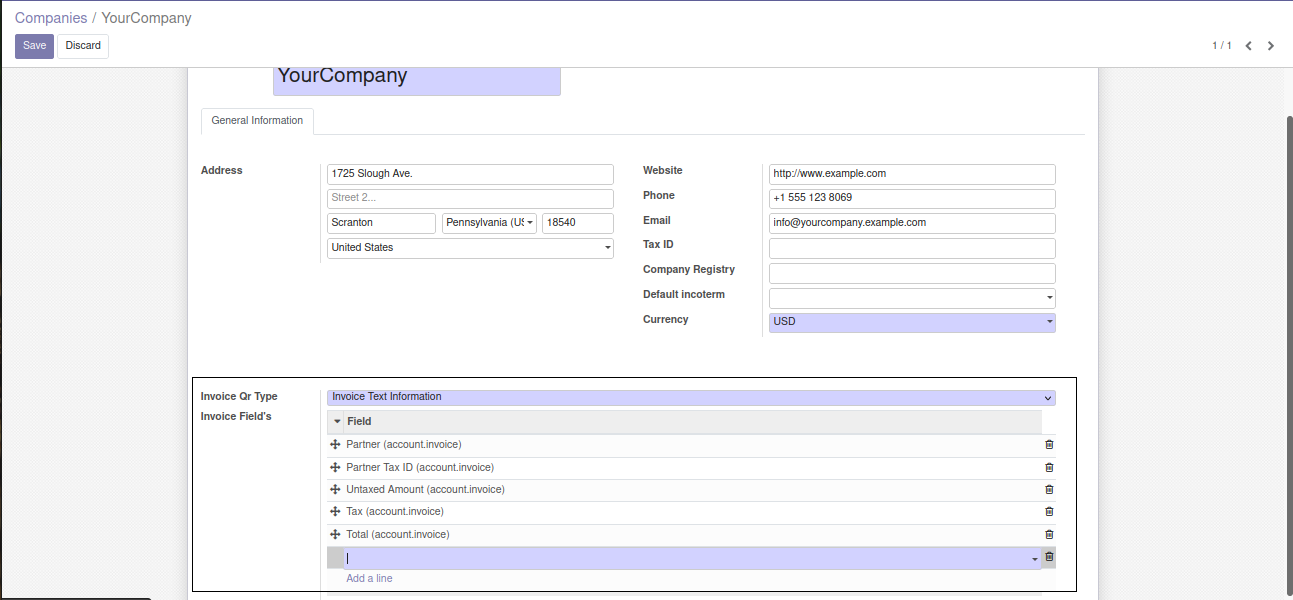 Companies / YourCompany
Save Discard 1 / 1
YourCompany
General Information
Address 1725 Slough Ave. Website http://www.example.com
Street 2... Phone +1 555 123 8069
Scranton Pennsylvania (US 18540 Email info@yourcompany.example.com
United States Tax ID
Company Registry
Default incoterm
Currency USD
Invoice Qr Type Invoice Text Information
Invoice Field's Field
Partner (account.invoice)
Partner Tax ID (account.invoice)
Untaxed Amount (account.invoice)
Tax (account.invoice)
Total (account.invoice)
Add a line